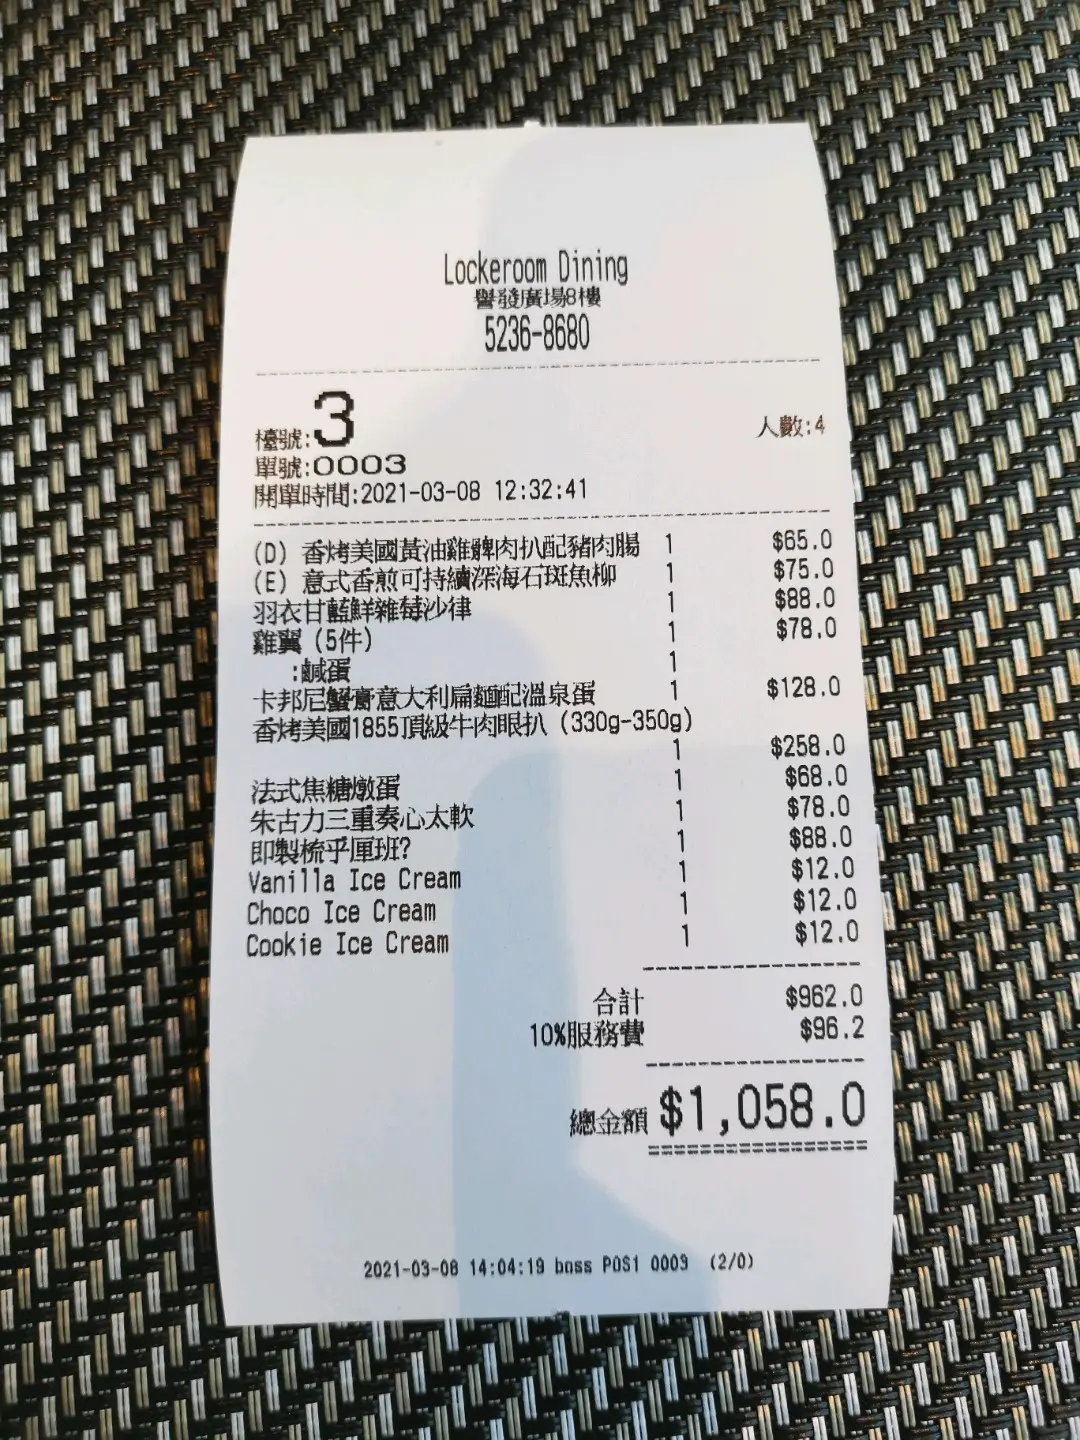 Lockeroom Dining
譽發廣場8樓
5236-8680
檯號:3 人數:4
單號:0003
開單時間:2021-03-08 12:32:41
(D) 香烤美國黃油雞髀肉扒配豬肉腸 1 $65.0
(E) 意式香煎可持續深海石斑魚柳 1 $75.0
羽衣甘藍鮮雜莓沙律 1 $88.0
雞翼 (5件) 1 $78.0
:鹹蛋 1
卡邦尼蟹膏意大利扁麵配溫泉蛋 1 $128.0
香烤美國1855頂級牛肉眼扒 (330g-350g)
1 $258.0
法式焦糖燉蛋 1 $68.0
朱古力三重奏心太軟 1 $78.0
即製梳乎厘班? 1 $88.0
Vanilla Ice Cream 1 $12.0
Choco Ice Cream 1 $12.0
Cookie Ice Cream 1 $12.0
合計 $962.0
10%服務費 $96.2
總金額 $1,058.0
2021-03-08 14:04:19 boss POS1 0003 (2/0)